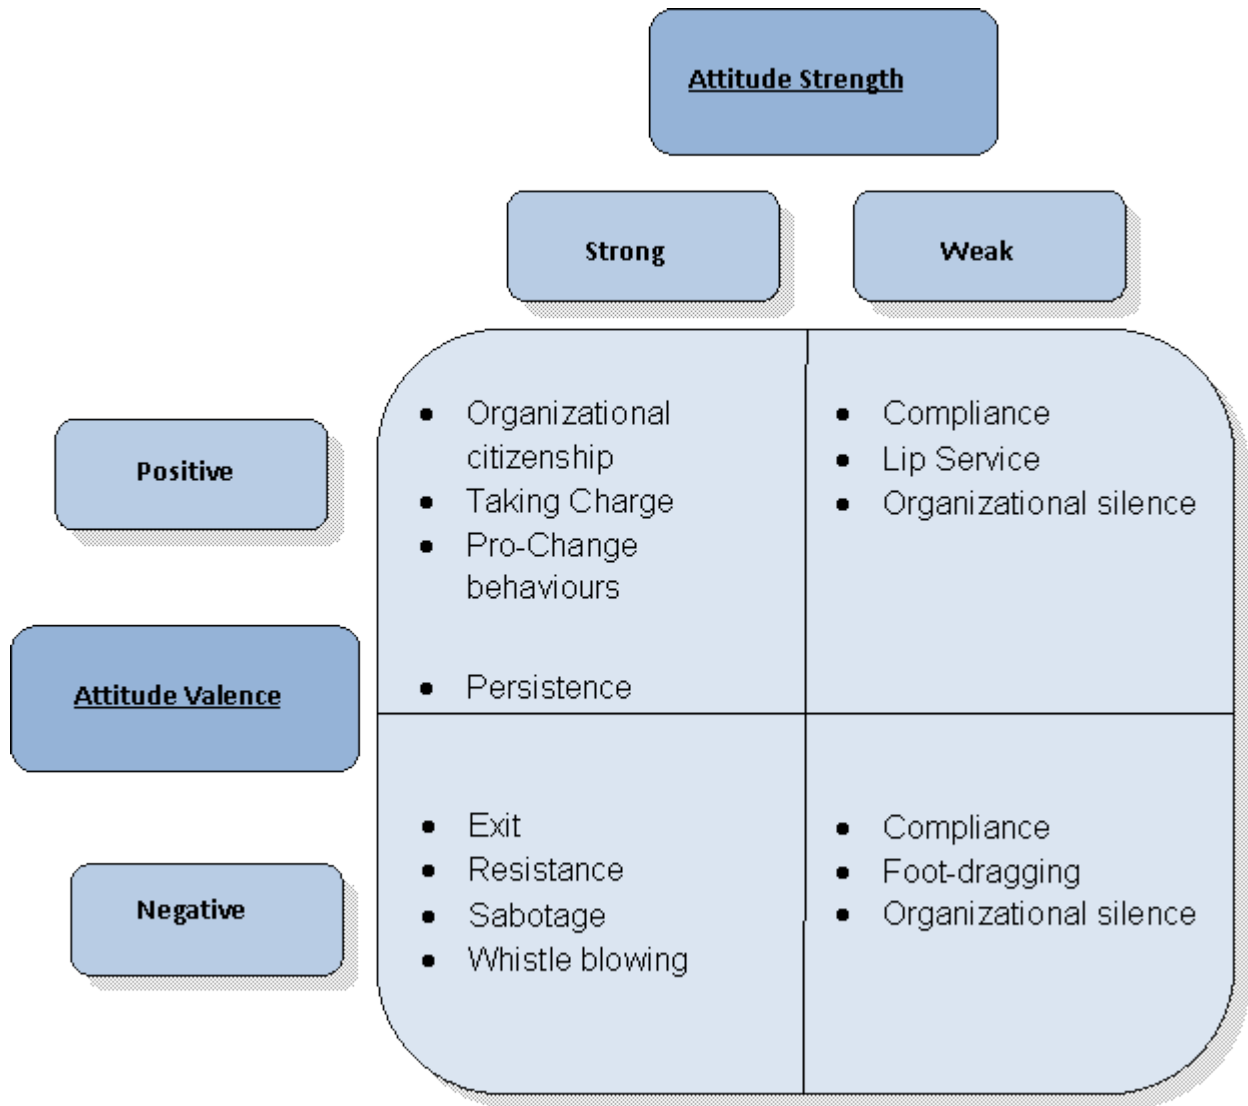 Attitude Strength
Strong
Weak
Positive
• Organizational
citizenship
• Taking Charge
• Pro-Change
behaviours
• Persistence
• Compliance
• Lip Service
• Organizational silence
Attitude Valence
Negative
• Exit
• Resistance
• Sabotage
• Whistle blowing
• Compliance
• Foot-dragging
• Organizational silence